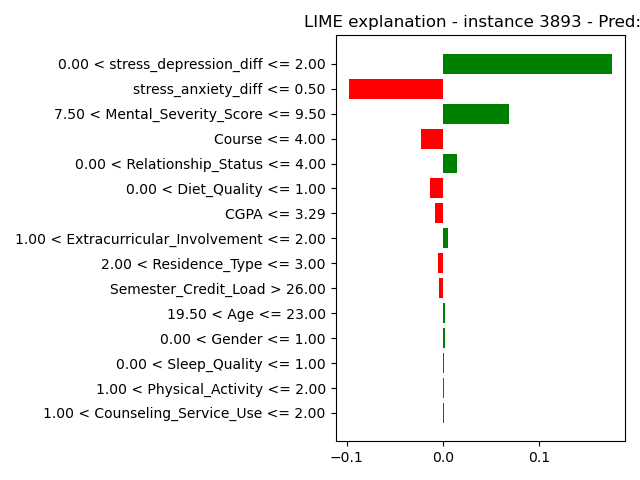 LIME explanation - instance 3893 - Pred:
0.00 < stress_depression_diff <= 2.00
stress_anxiety_diff <= 0.50
7.50 < Mental_Severity_Score <= 9.50
Course <= 4.00
0.00 < Relationship_Status <= 4.00
0.00 < Diet_Quality <= 1.00
CGPA <= 3.29
1.00 < Extracurricular_Involvement <= 2.00
2.00 < Residence_Type <= 3.00
Semester_Credit_Load > 26.00
19.50 < Age <= 23.00
0.00 < Gender <= 1.00
0.00 < Sleep_Quality <= 1.00
1.00 < Physical_Activity <= 2.00
1.00 < Counseling_Service_Use <= 2.00
−0.1 0.0 0.1